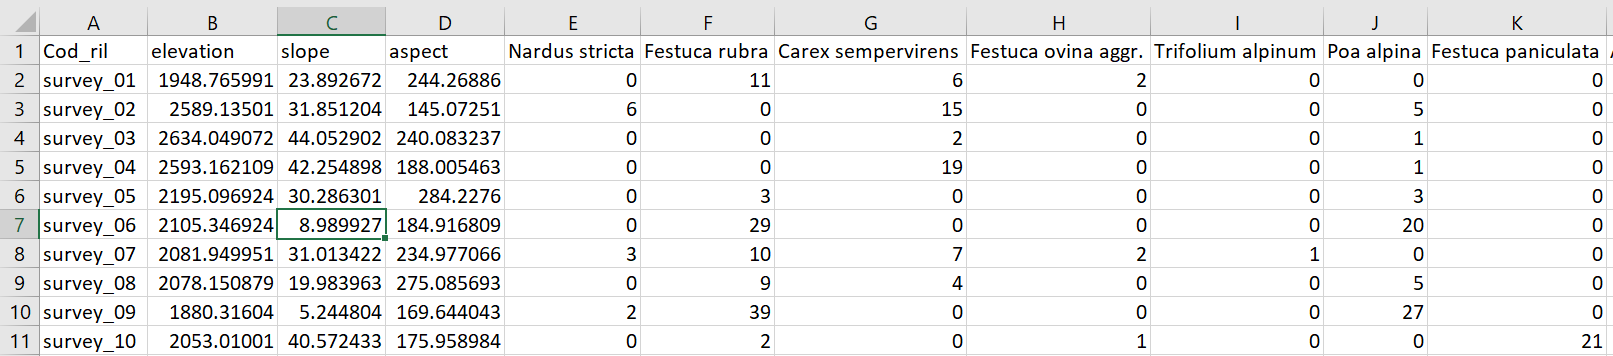 A B C D E F G H I J K
1 Cod_ril elevation slope aspect Nardus stricta Festuca rubra Carex sempervirens Festuca ovina aggr. Trifolium alpinum Poa alpina Festuca paniculata
2 survey_01 1948.765991 23.892672 244.26886 0 11 6 2 0 0 0
3 survey_02 2589.13501 31.851204 145.07251 6 0 15 0 0 5 0
4 survey_03 2634.049072 44.052902 240.083237 0 0 2 0 0 1 0
5 survey_04 2593.162109 42.254898 188.005463 0 0 19 0 0 1 0
6 survey_05 2195.096924 30.286301 284.2276 0 3 0 0 0 3 0
7 survey_06 2105.346924 8.989927 184.916809 0 29 0 0 0 20 0
8 survey_07 2081.949951 31.013422 234.977066 3 10 7 2 1 0 0
9 survey_08 2078.150879 19.983963 275.085693 0 9 4 0 0 5 0
10 survey_09 1880.31604 5.244804 169.644043 2 39 0 0 0 27 0
11 survey_10 2053.01001 40.572433 175.958984 0 2 0 1 0 0 21